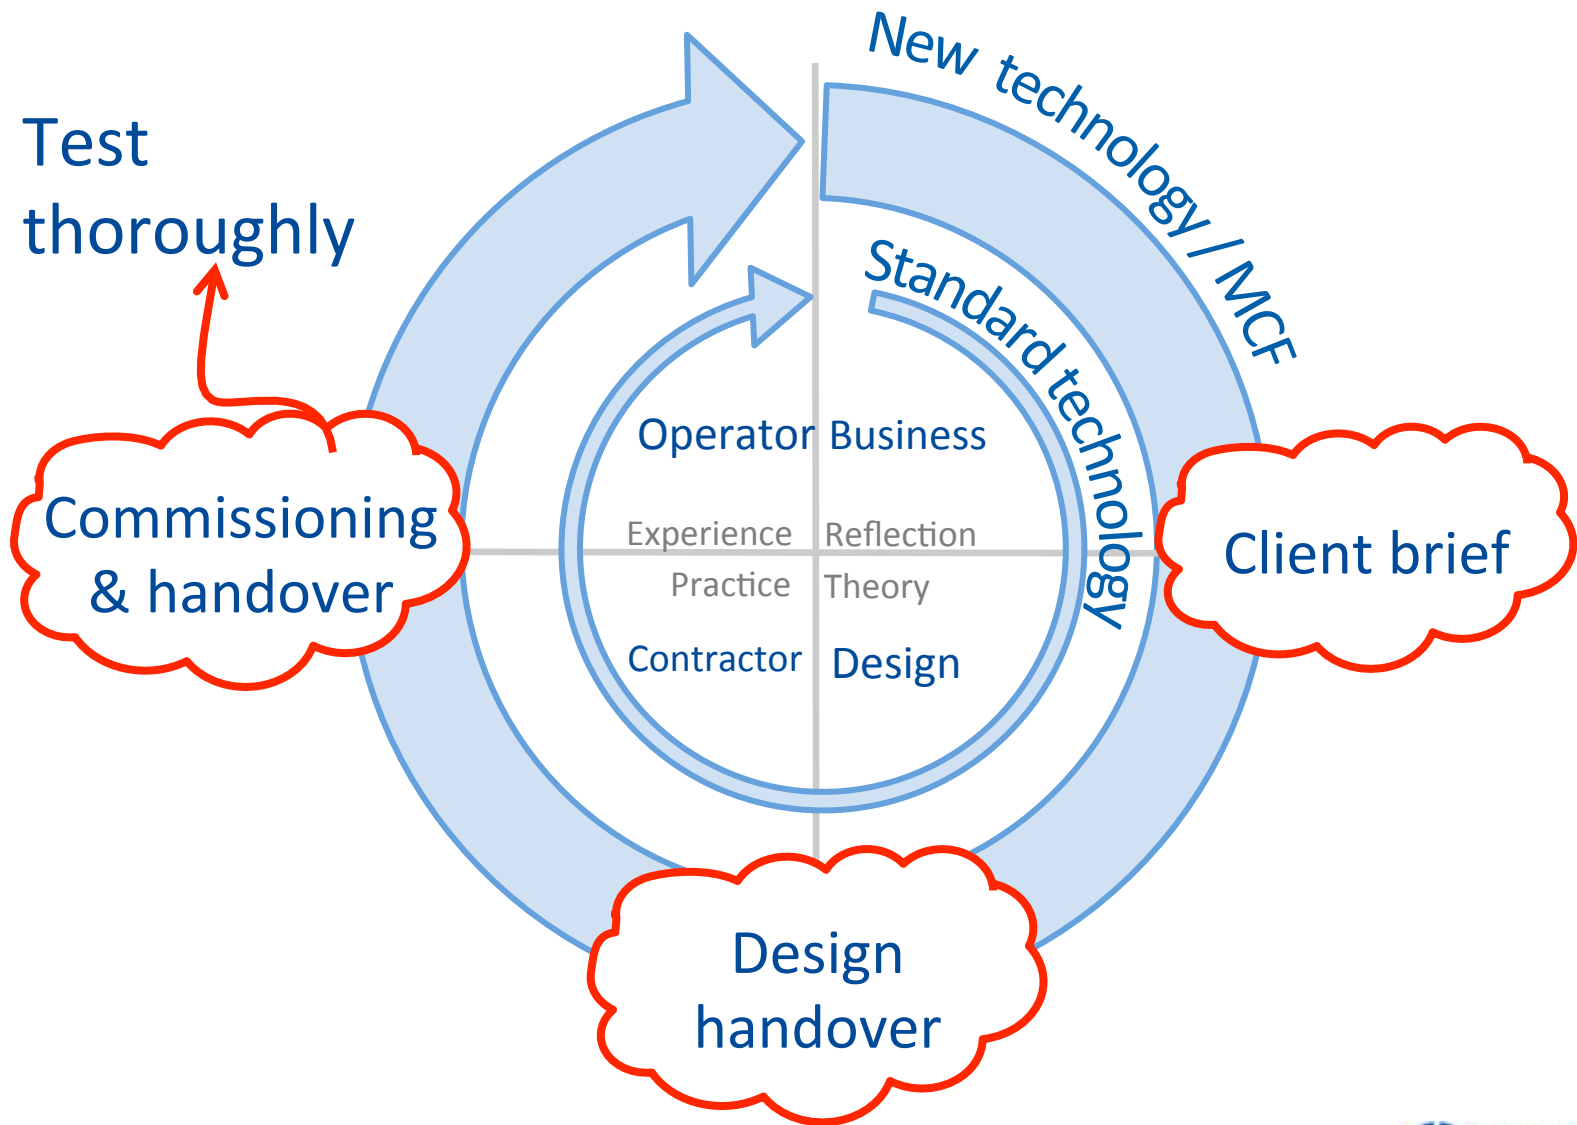 New technology / MCF
Test
thoroughly
Standard technology
Operator
Business
Experience
Reflection
Practice
Theory
Contractor
Design
Commissioning
& handover
Client brief
Design
handover